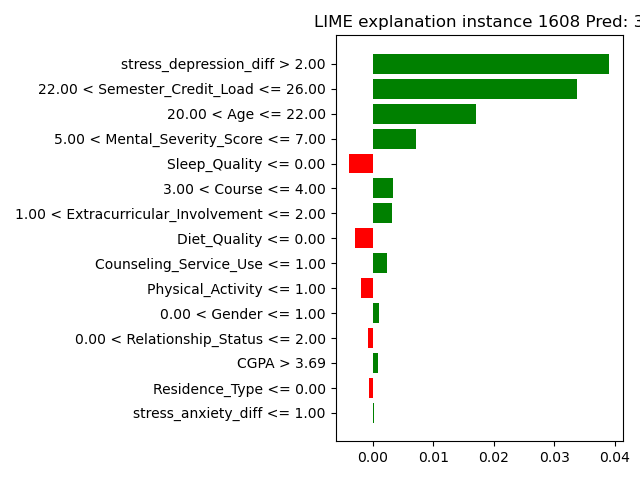 LIME explanation instance 1608 Pred: 3
stress_depression_diff > 2.00
22.00 < Semester_Credit_Load <= 26.00
20.00 < Age <= 22.00
5.00 < Mental_Severity_Score <= 7.00
Sleep_Quality <= 0.00
3.00 < Course <= 4.00
1.00 < Extracurricular_Involvement <= 2.00
Diet_Quality <= 0.00
Counseling_Service_Use <= 1.00
Physical_Activity <= 1.00
0.00 < Gender <= 1.00
0.00 < Relationship_Status <= 2.00
CGPA > 3.69
Residence_Type <= 0.00
stress_anxiety_diff <= 1.00
0.00 0.01 0.02 0.03 0.04